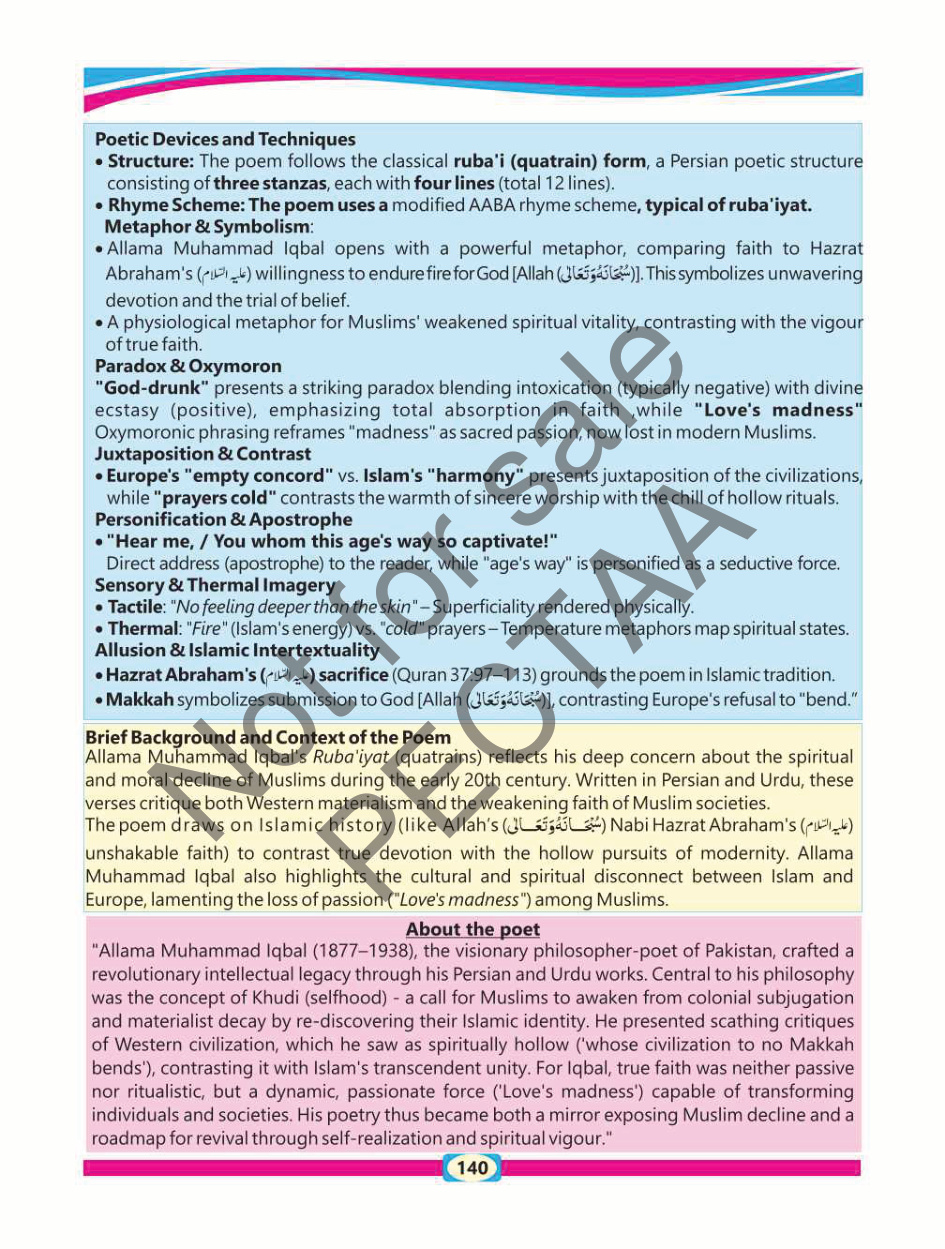 Poetic Devices and Techniques
• Structure: The poem follows the classical ruba'i (quatrain) form, a Persian poetic structure
consisting of three stanzas, each with four lines (total 12 lines).
• Rhyme Scheme: The poem uses a modified AABA rhyme scheme, typical of ruba'iyat.
Metaphor & Symbolism:
• Allama Muhammad Iqbal opens with a powerful metaphor, comparing faith to Hazrat
Abraham's (علیہ السّلام) willingness to endure fire for God [Allah (سُبْحَانَهٗ وَتَعَالٰى)]. This symbolizes unwavering
devotion and the trial of belief.
• A physiological metaphor for Muslims' weakened spiritual vitality, contrasting with the vigour
of true faith.
Paradox & Oxymoron
"God-drunk" presents a striking paradox blending intoxication (typically negative) with divine
ecstasy (positive), emphasizing total absorption in faith ,while "Love's madness"
Oxymoronic phrasing reframes "madness" as sacred passion, now lost in modern Muslims.
Juxtaposition & Contrast
• Europe's "empty concord" vs. Islam's "harmony" presents juxtaposition of the civilizations,
while "prayers cold" contrasts the warmth of sincere worship with the chill of hollow rituals.
Personification & Apostrophe
• "Hear me, / You whom this age's way so captivate!"
Direct address (apostrophe) to the reader, while "age's way" is personified as a seductive force.
Sensory & Thermal Imagery
• Tactile: "No feeling deeper than the skin" – Superficiality rendered physically.
• Thermal: "Fire" (Islam's energy) vs. "cold" prayers – Temperature metaphors map spiritual states.
Allusion & Islamic Intertextuality
• Hazrat Abraham's (علیہ السّلام) sacrifice (Quran 37:97–113) grounds the poem in Islamic tradition.
• Makkah symbolizes submission to God [Allah (سُبْحَانَهٗ وَتَعَالٰى)], contrasting Europe's refusal to "bend.”
Brief Background and Context of the Poem
Allama Muhammad Iqbal's Ruba'iyat (quatrains) reflects his deep concern about the spiritual
and moral decline of Muslims during the early 20th century. Written in Persian and Urdu, these
verses critique both Western materialism and the weakening faith of Muslim societies.
The poem draws on Islamic history (like Allah’s (سُبْحَانَهٗ وَتَعَالٰى) Nabi Hazrat Abraham's (علیہ السّلام)
unshakable faith) to contrast true devotion with the hollow pursuits of modernity. Allama
Muhammad Iqbal also highlights the cultural and spiritual disconnect between Islam and
Europe, lamenting the loss of passion ("Love's madness") among Muslims.
About the poet
"Allama Muhammad Iqbal (1877–1938), the visionary philosopher-poet of Pakistan, crafted a
revolutionary intellectual legacy through his Persian and Urdu works. Central to his philosophy
was the concept of Khudi (selfhood) - a call for Muslims to awaken from colonial subjugation
and materialist decay by re-discovering their Islamic identity. He presented scathing critiques
of Western civilization, which he saw as spiritually hollow ('whose civilization to no Makkah
bends'), contrasting it with Islam's transcendent unity. For Iqbal, true faith was neither passive
nor ritualistic, but a dynamic, passionate force ('Love's madness') capable of transforming
individuals and societies. His poetry thus became both a mirror exposing Muslim decline and a
roadmap for revival through self-realization and spiritual vigour."
140
Not for sale
PECTAA